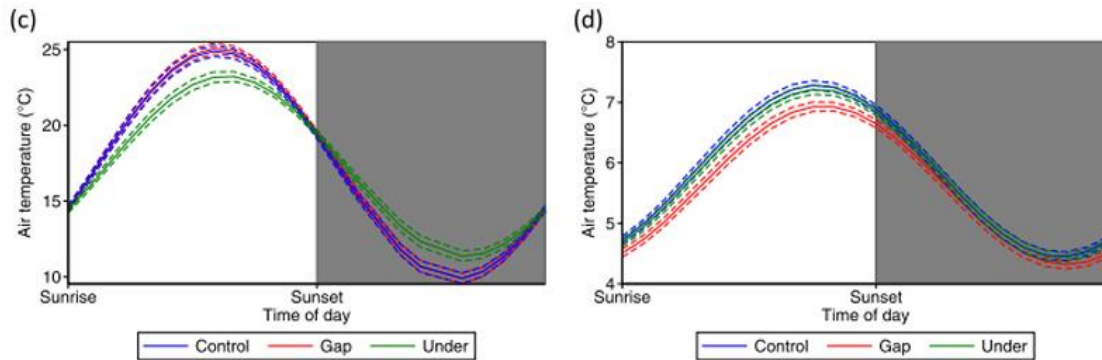 (c)
25
20
15
10
Air temperature (°C)
Sunrise
Sunset
Time of day
Control Gap Under
(d)
8
7
6
5
4
Air temperature (°C)
Sunrise
Sunset
Time of day
Control Gap Under